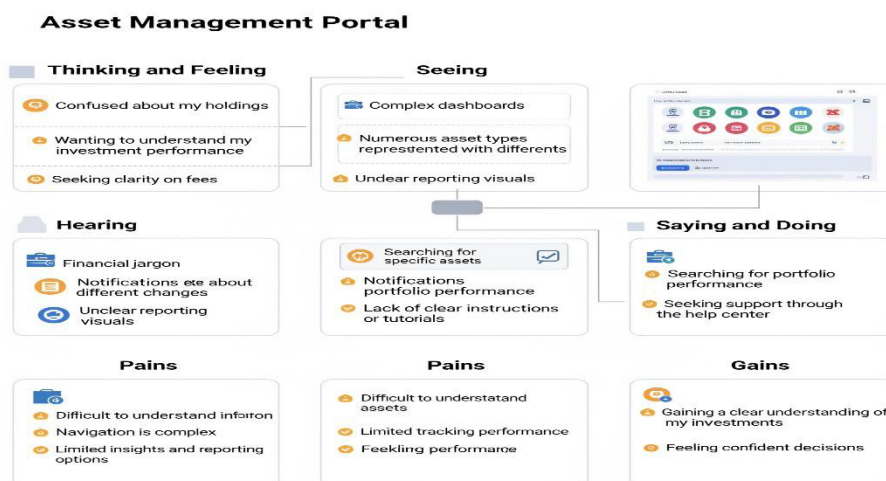 Asset Management Portal
Thinking and Feeling
Confused about my holdings
Wanting to understand my
investment performance
Seeking clarity on fees
Seeing
Complex dashboards
Numerous asset types
represtented with differents
Undear reporting visuals
Hearing
Financial jargon
Notifications ete about
different changes
Unclear reporting
visuals
Searching for
specific assets
Notifications
portfolio performance
Lack of clear instructions
or tutorials
Saying and Doing
Searching for portfolio
performance
Seeking support through
the help center
Pains
Difficult to understand
Navigation is complex
Limited insights and reporting
options
Pains
Difficult to understatand
assets
Limited tracking performance
Feekling performarce
Gains
Gaining a clear understanding of
my investments
Feeling confident decisions